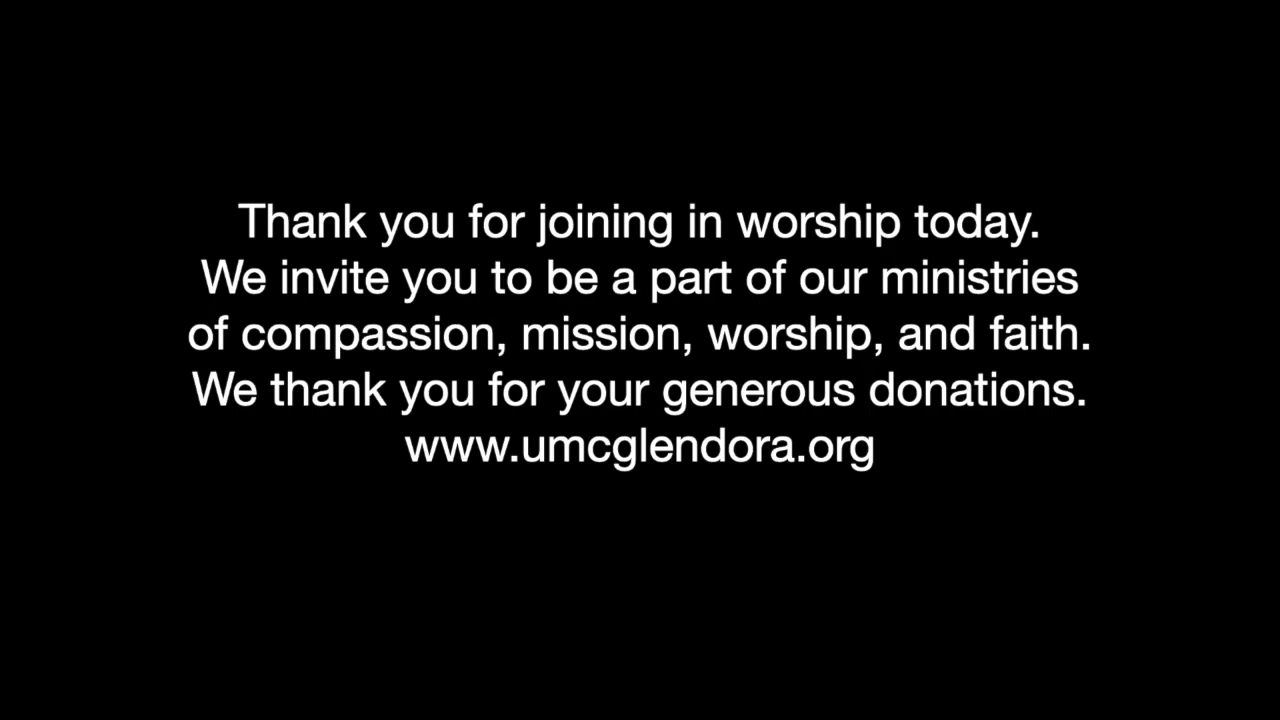 Thank you for joining in worship today.
We invite you to be a part of our ministries
of compassion, mission, worship, and faith.
We thank you for your generous donations.
www.umcglendora.org